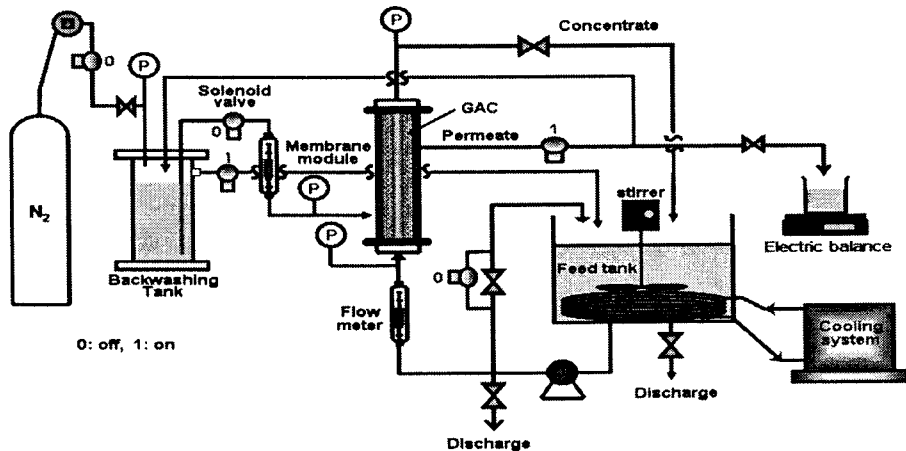 P
Concentrate
0
P
Solenoid
valve
0
GAC
Permeate
1
Membrane
module
1
N2
P
P
stirrer
Electric balance
Feed tank
0
Backwashing
Tank
Flow
meter
Cooling
system
0: off, 1: on
Discharge
Discharge